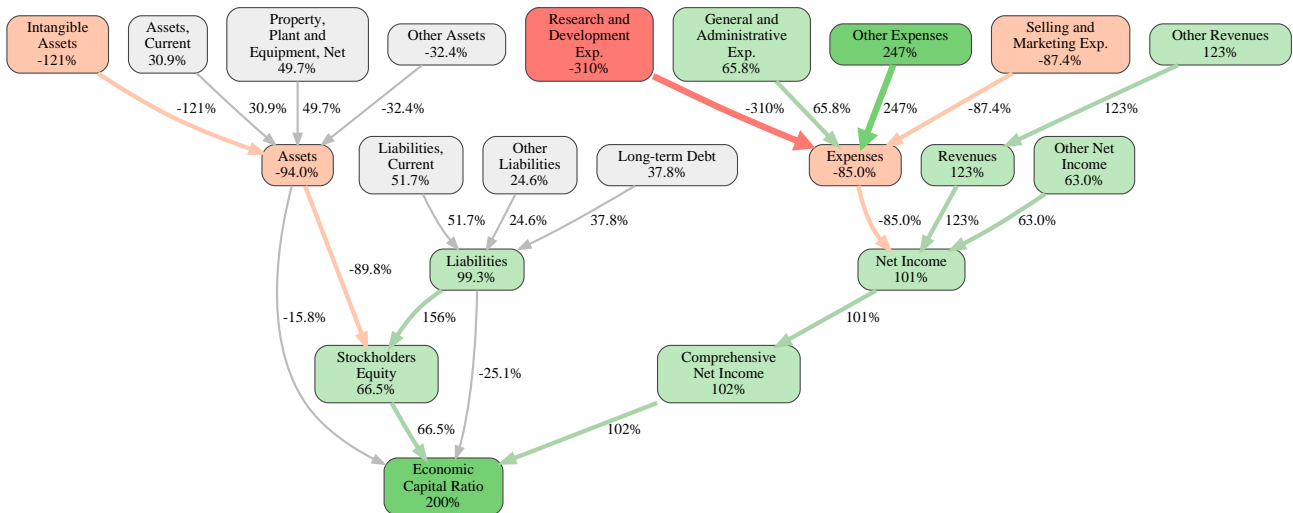 Intangible
Assets
-121%
Assets,
Current
30.9%
Property,
Plant and
Equipment, Net
49.7%
Other Assets
-32.4%
Research and
Development
Exp.
-310%
General and
Administrative
Exp.
65.8%
Other Expenses
247%
Selling and
Marketing Exp.
-87.4%
Other Revenues
123%
-121%
30.9%
49.7%
-32.4%
-310%
65.8%
247%
-87.4%
123%
Assets
-94.0%
Liabilities,
Current
51.7%
Other
Liabilities
24.6%
Long-term Debt
37.8%
Expenses
-85.0%
Revenues
123%
Other Net
Income
63.0%
51.7%
24.6%
37.8%
-85.0%
123%
63.0%
-89.8%
Liabilities
99.3%
Net Income
101%
-15.8%
156%
101%
Stockholders
Equity
66.5%
-25.1%
Comprehensive
Net Income
102%
66.5%
102%
Economic
Capital Ratio
200%